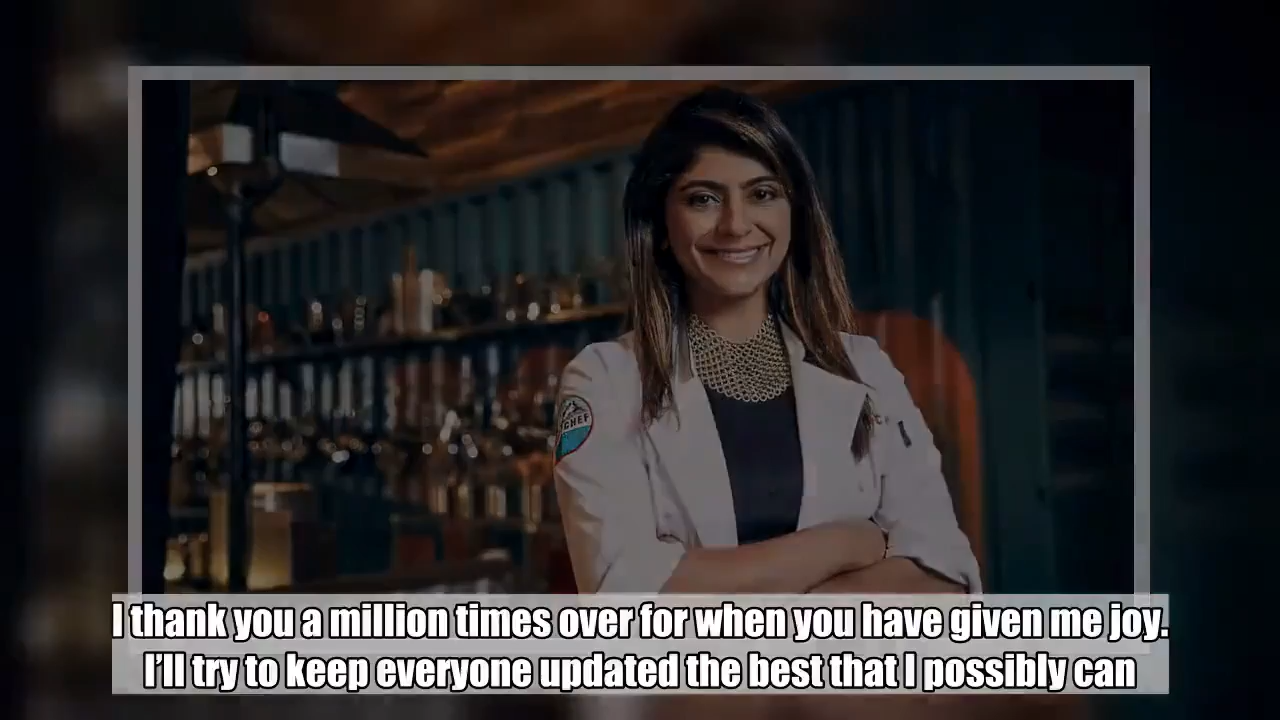 CHEF
I thank you a million times over for when you have given me joy.
I'll try to keep everyone updated the best that I possibly can